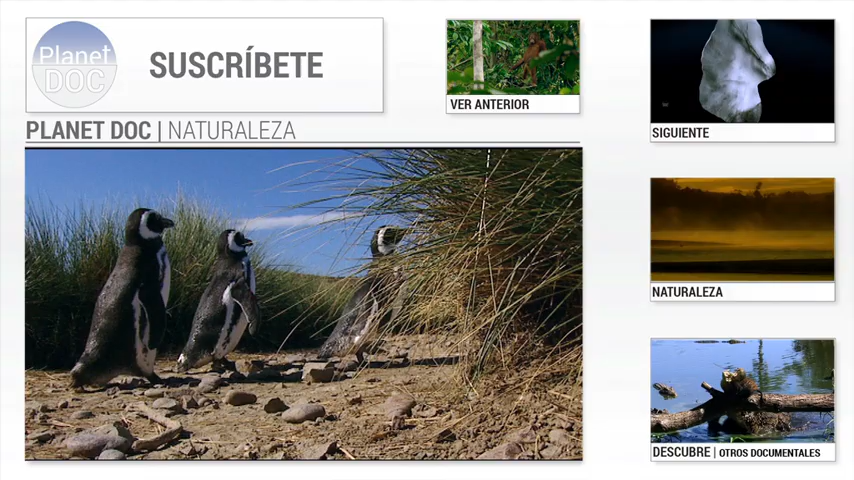 Planet
DOC
SUSCRÍBETE
VER ANTERIOR
SIGUIENTE
PLANET DOC | NATURALEZA
NATURALEZA
DESCUBRE | OTROS DOCUMENTALES